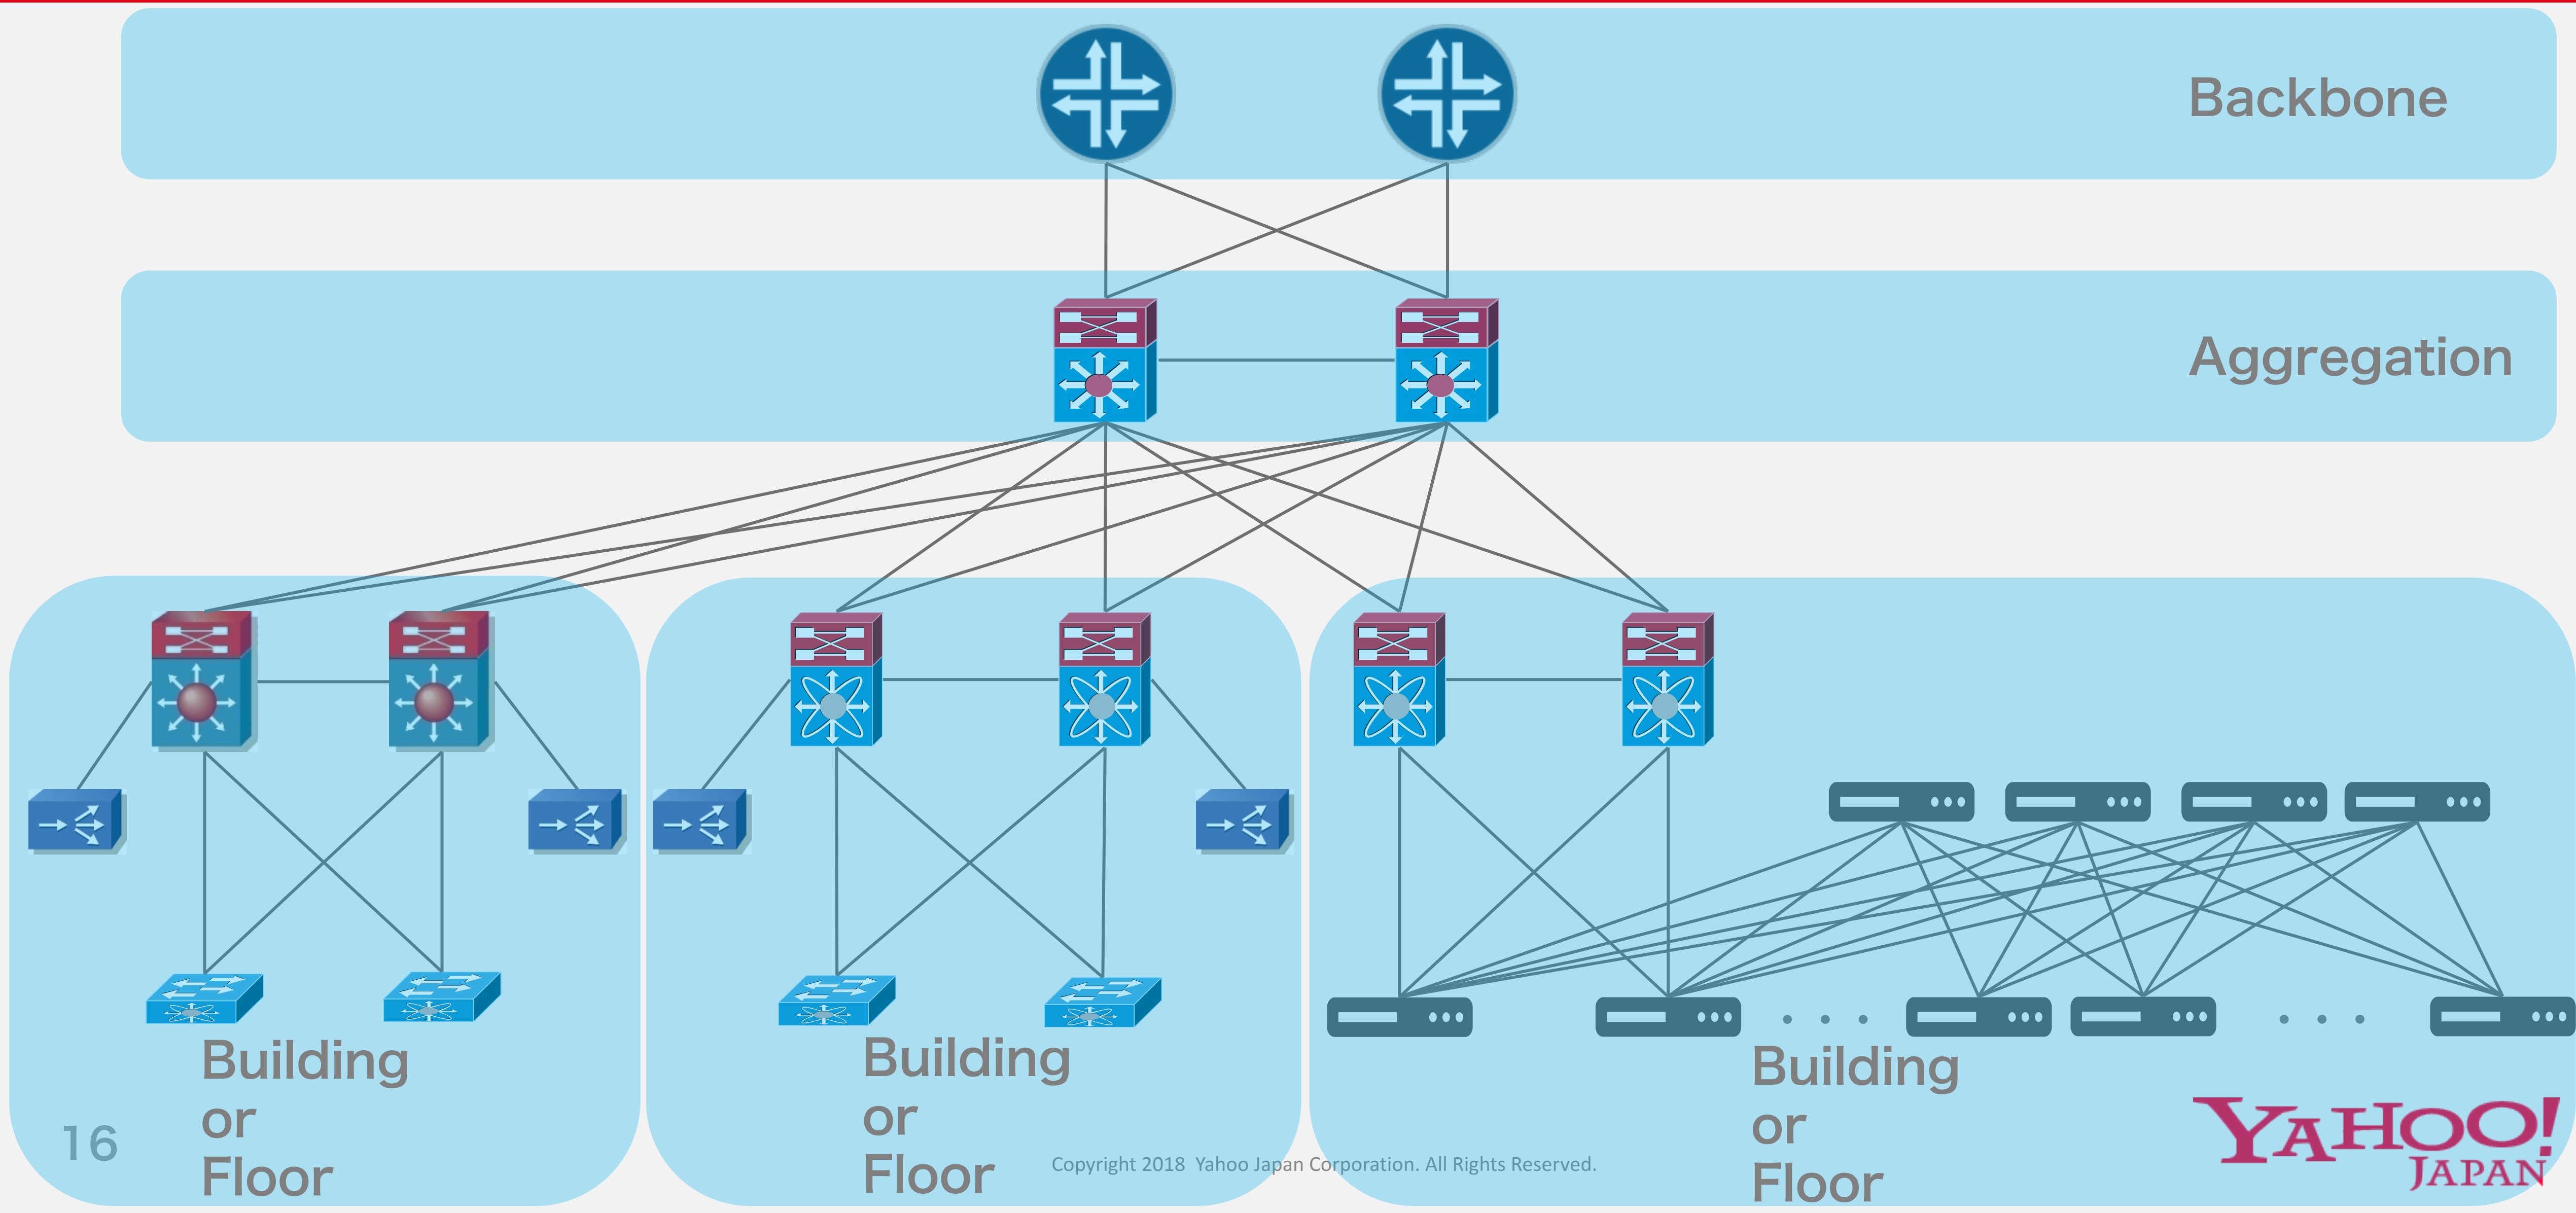 Backbone
Aggregation
Building
or
Floor
Building
or
Floor
Building
or
Floor
16
Copyright 2018 Yahoo Japan Corporation. All Rights Reserved.
YAHOO!
JAPAN